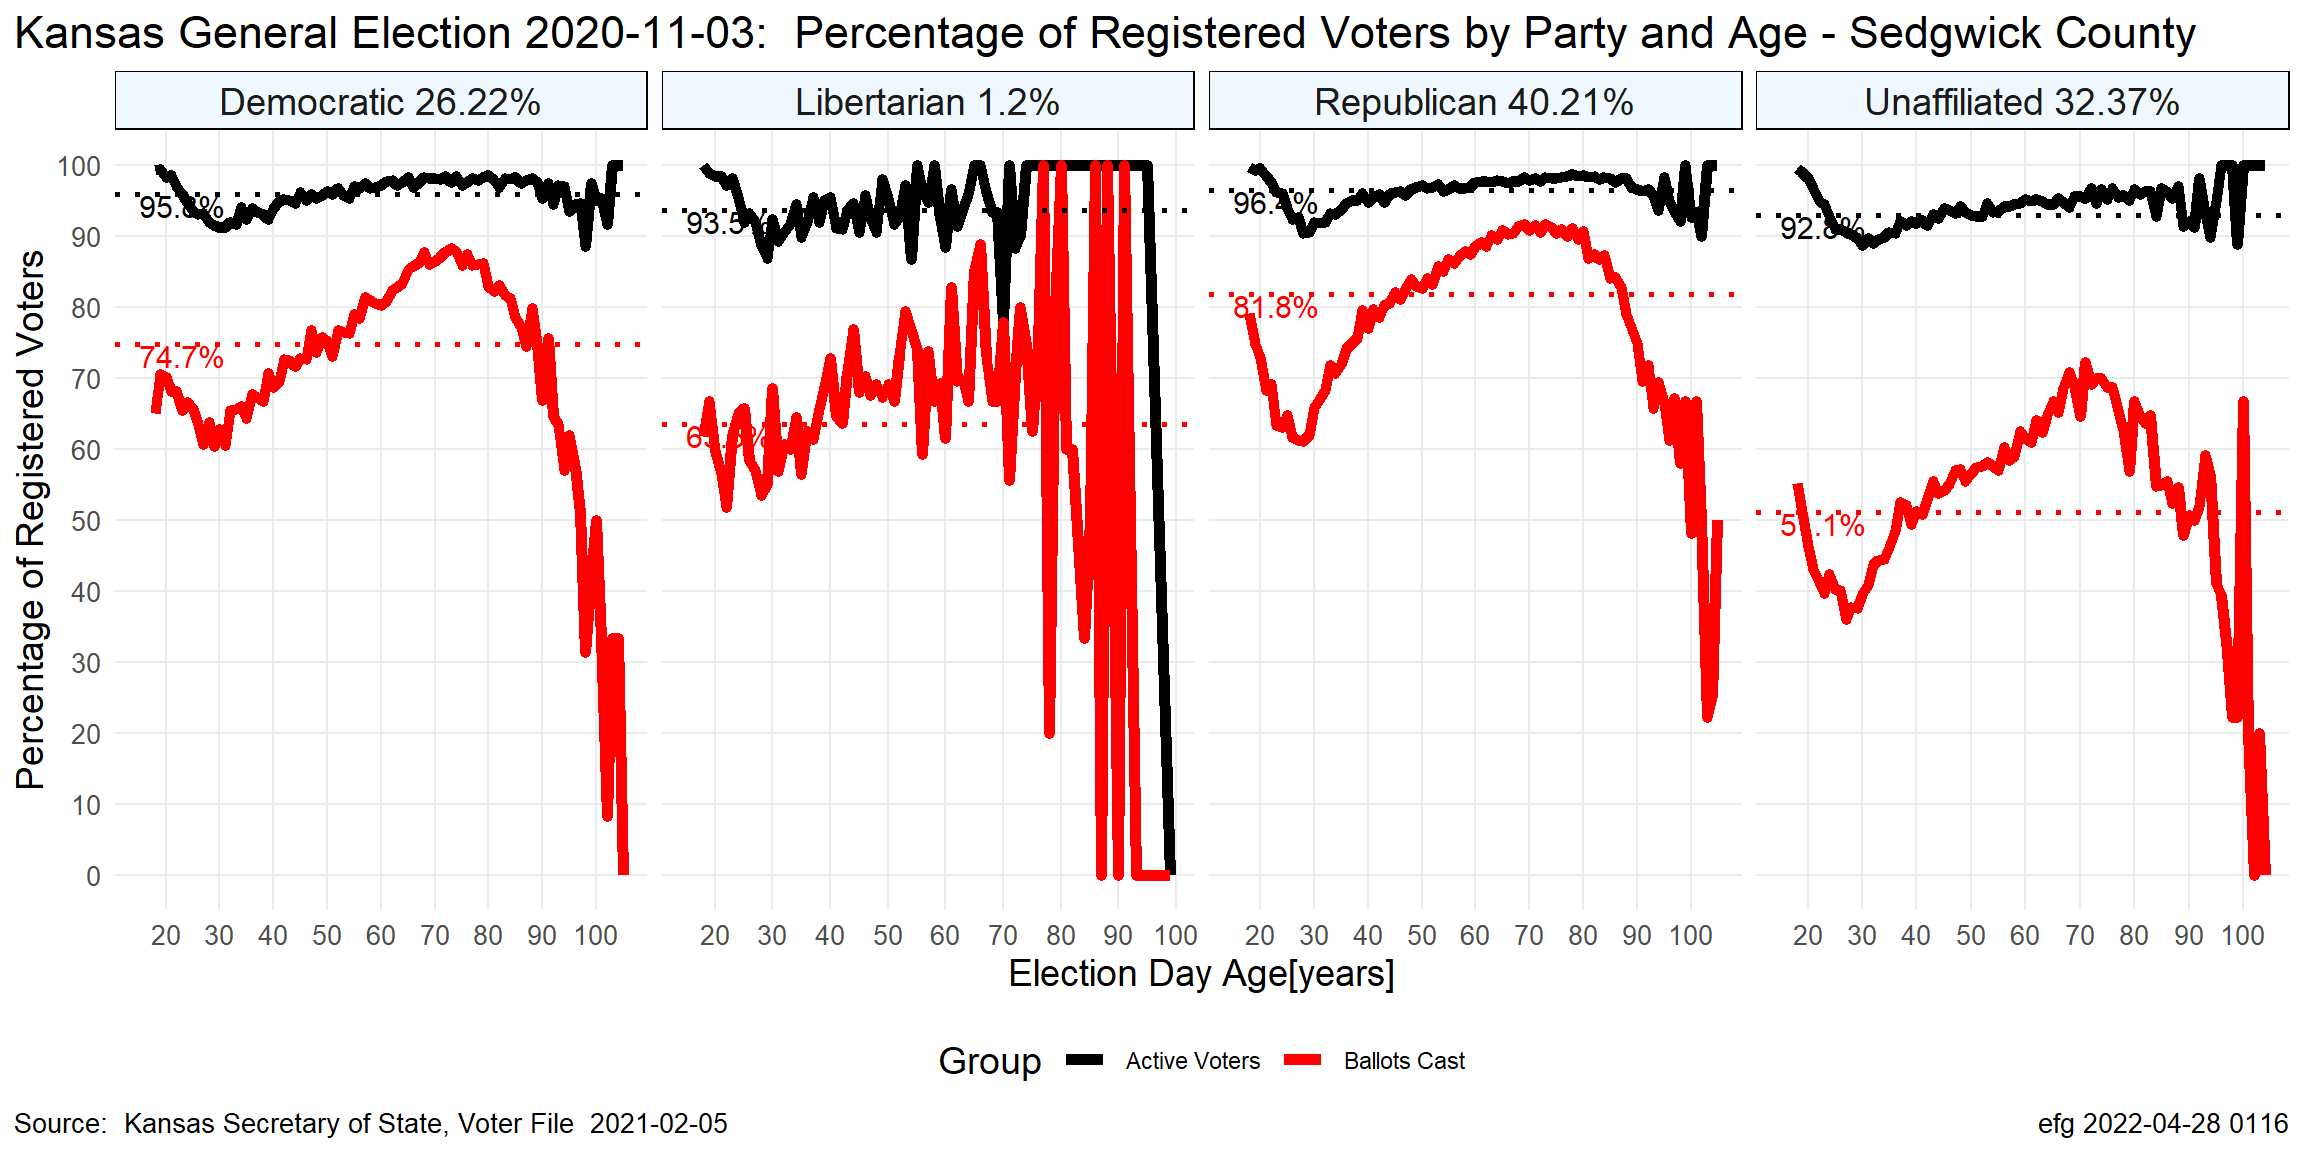 Kansas General Election 2020-11-03:  Percentage of Registered Voters by Party and Age - Sedgwick County
Democratic 26.22%
Libertarian 1.2%
Republican 40.21%
Unaffiliated 32.37%
Percentage of Registered Voters
100
90
80
70
60
50
40
30
20
10
0
95.8%
74.7%
93.5%
96.4%
81.8%
92.8%
20 30 40 50 60 70 80 90 100
20 30 40 50 60 70 80 90 100
20 30 40 50 60 70 80 90 100
20 30 40 50 60 70 80 90 100
Election Day Age[years]
Group Active Voters Ballots Cast
Source:  Kansas Secretary of State, Voter File  2021-02-05
efg 2022-04-28 0116